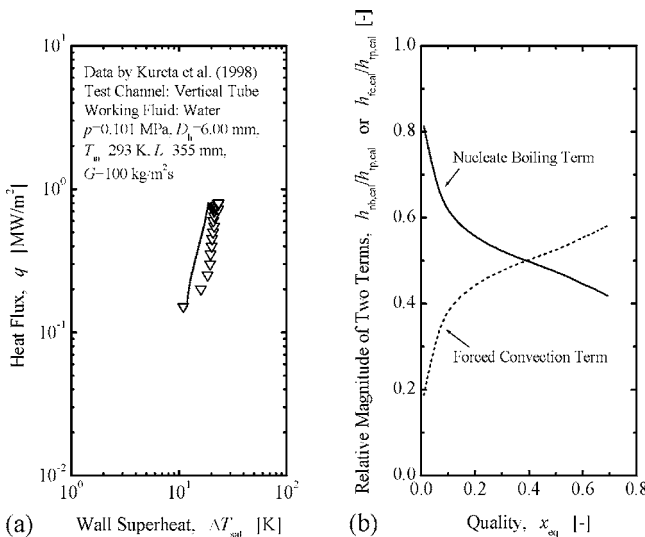 10¹
10⁰
10⁻¹
10⁻²
10⁰
10¹
10²
Heat Flux, q [MW/m²]
Wall Superheat, ΔT_sat [K]
(a)
Data by Kureta et al. (1998)
Test Channel: Vertical Tube
Working Fluid: Water
p=0.101 MPa, D_h=6.00 mm,
T_in=293 K, L=355 mm,
G=100 kg/m²s
Relative Magnitude of Two Terms, h_nb,cal/h_tp,cal or h_fc,cal/h_tp,cal [-]
1.0
0.8
0.6
0.4
0.2
0.0
Nucleate Boiling Term
Forced Convection Term
0.0
0.2
0.4
0.6
0.8
Quality, x_eq [-]
(b)